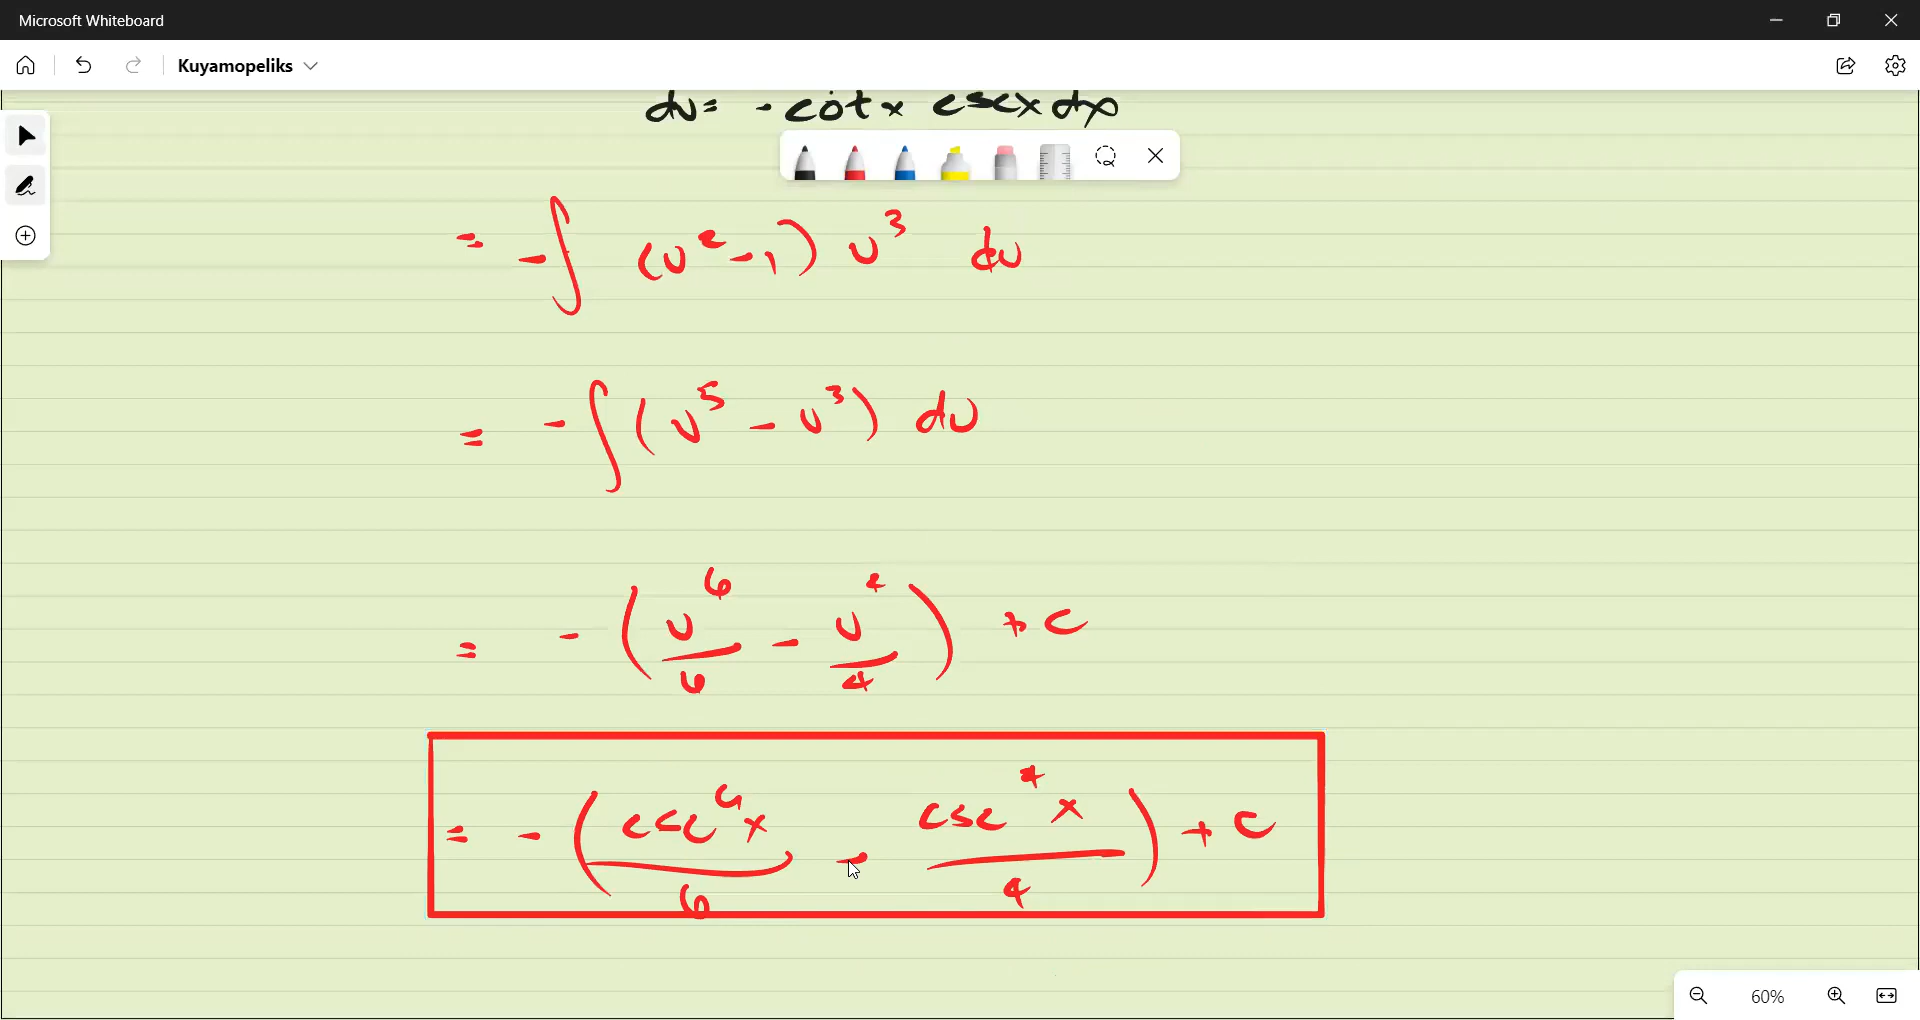 Microsoft Whiteboard
Kuyamopeliks
du = - cot x csc x dx
= -∫ (u² - 1) u³ du
= -∫ (u⁵ - u³) du
= - (u⁶/6 - u⁴/4) + c
= - (csc⁶x/6 - csc⁴x/4) + c
60%